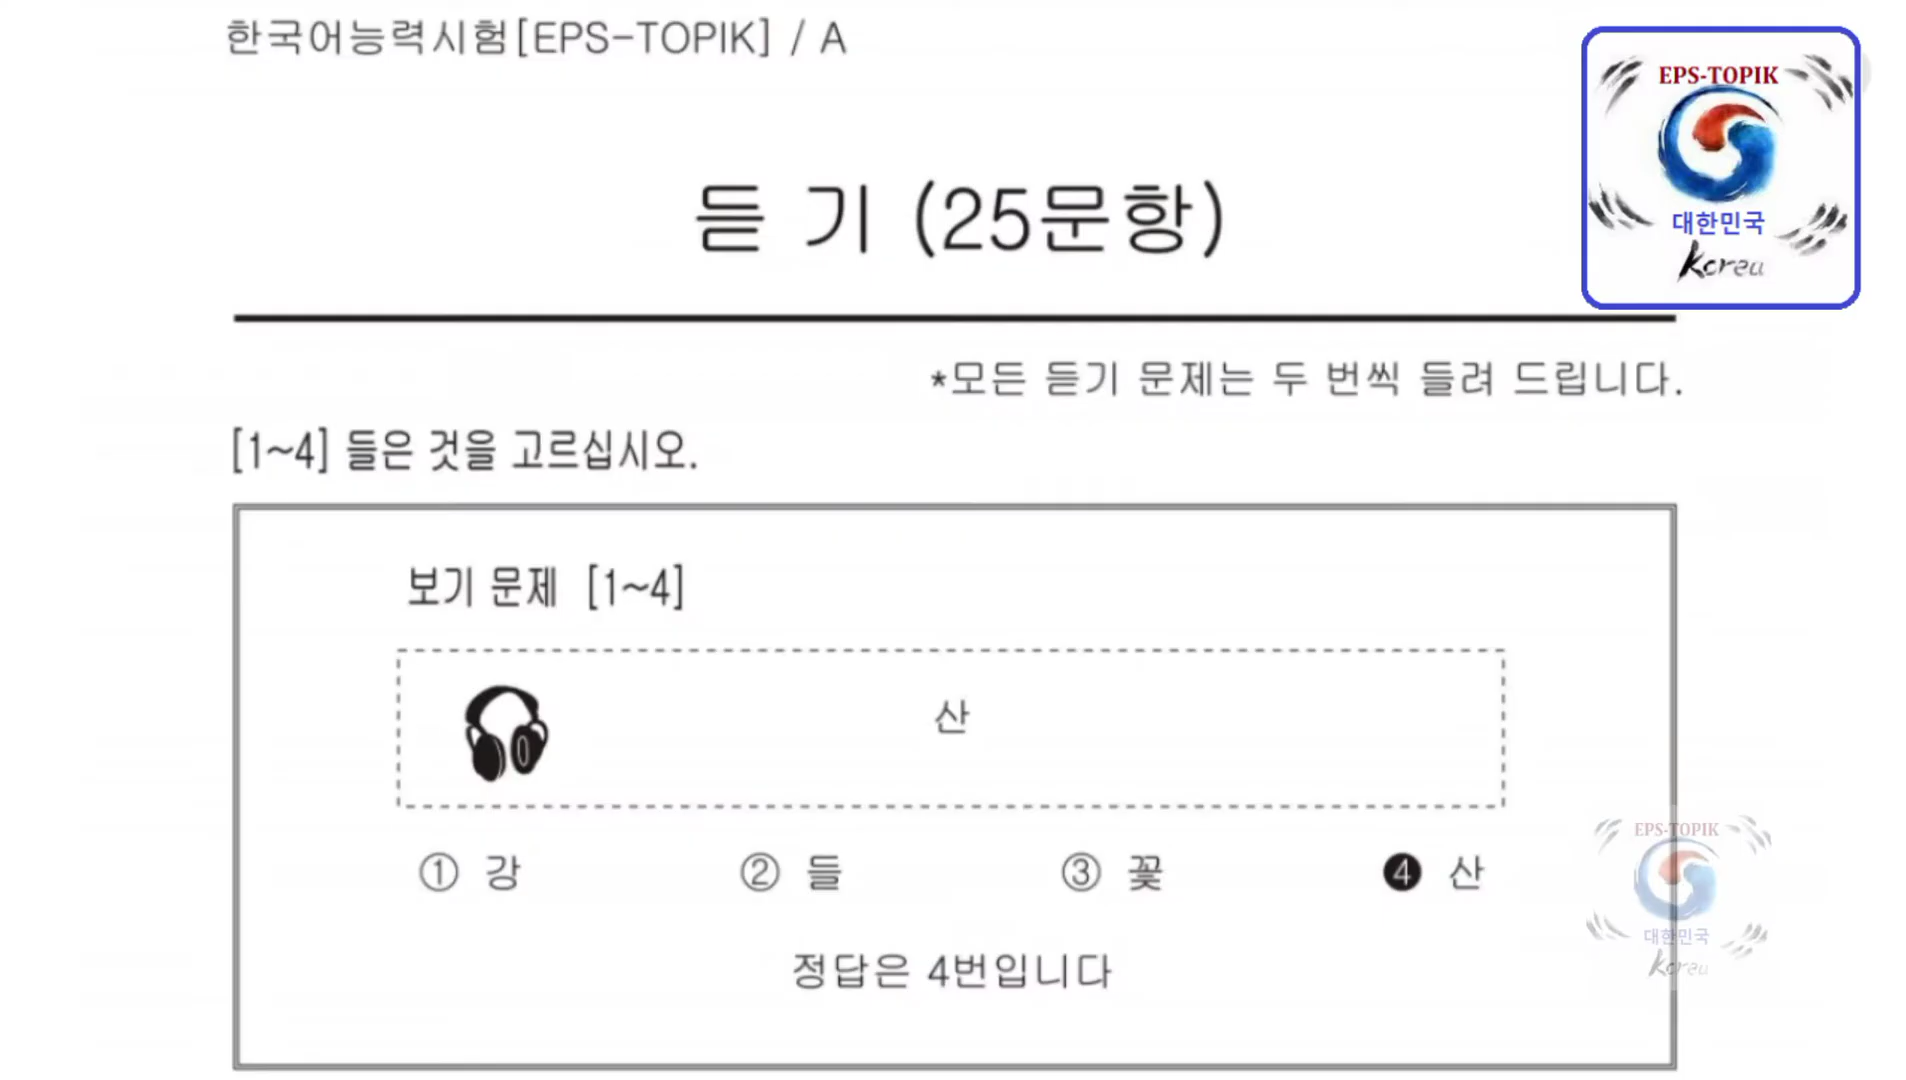 한국어능력시험[EPS-TOPIK] / A
EPS-TOPIK
대한민국
Korea
듣 기 (25문항)
*모든 듣기 문제는 두 번씩 들려 드립니다.
[1~4] 들은 것을 고르십시오.
보기 문제 [1~4]
산
① 강 ② 들 ③ 꽃 ❹ 산
정답은 4번입니다
EPS-TOPIK
대한민국
Korea